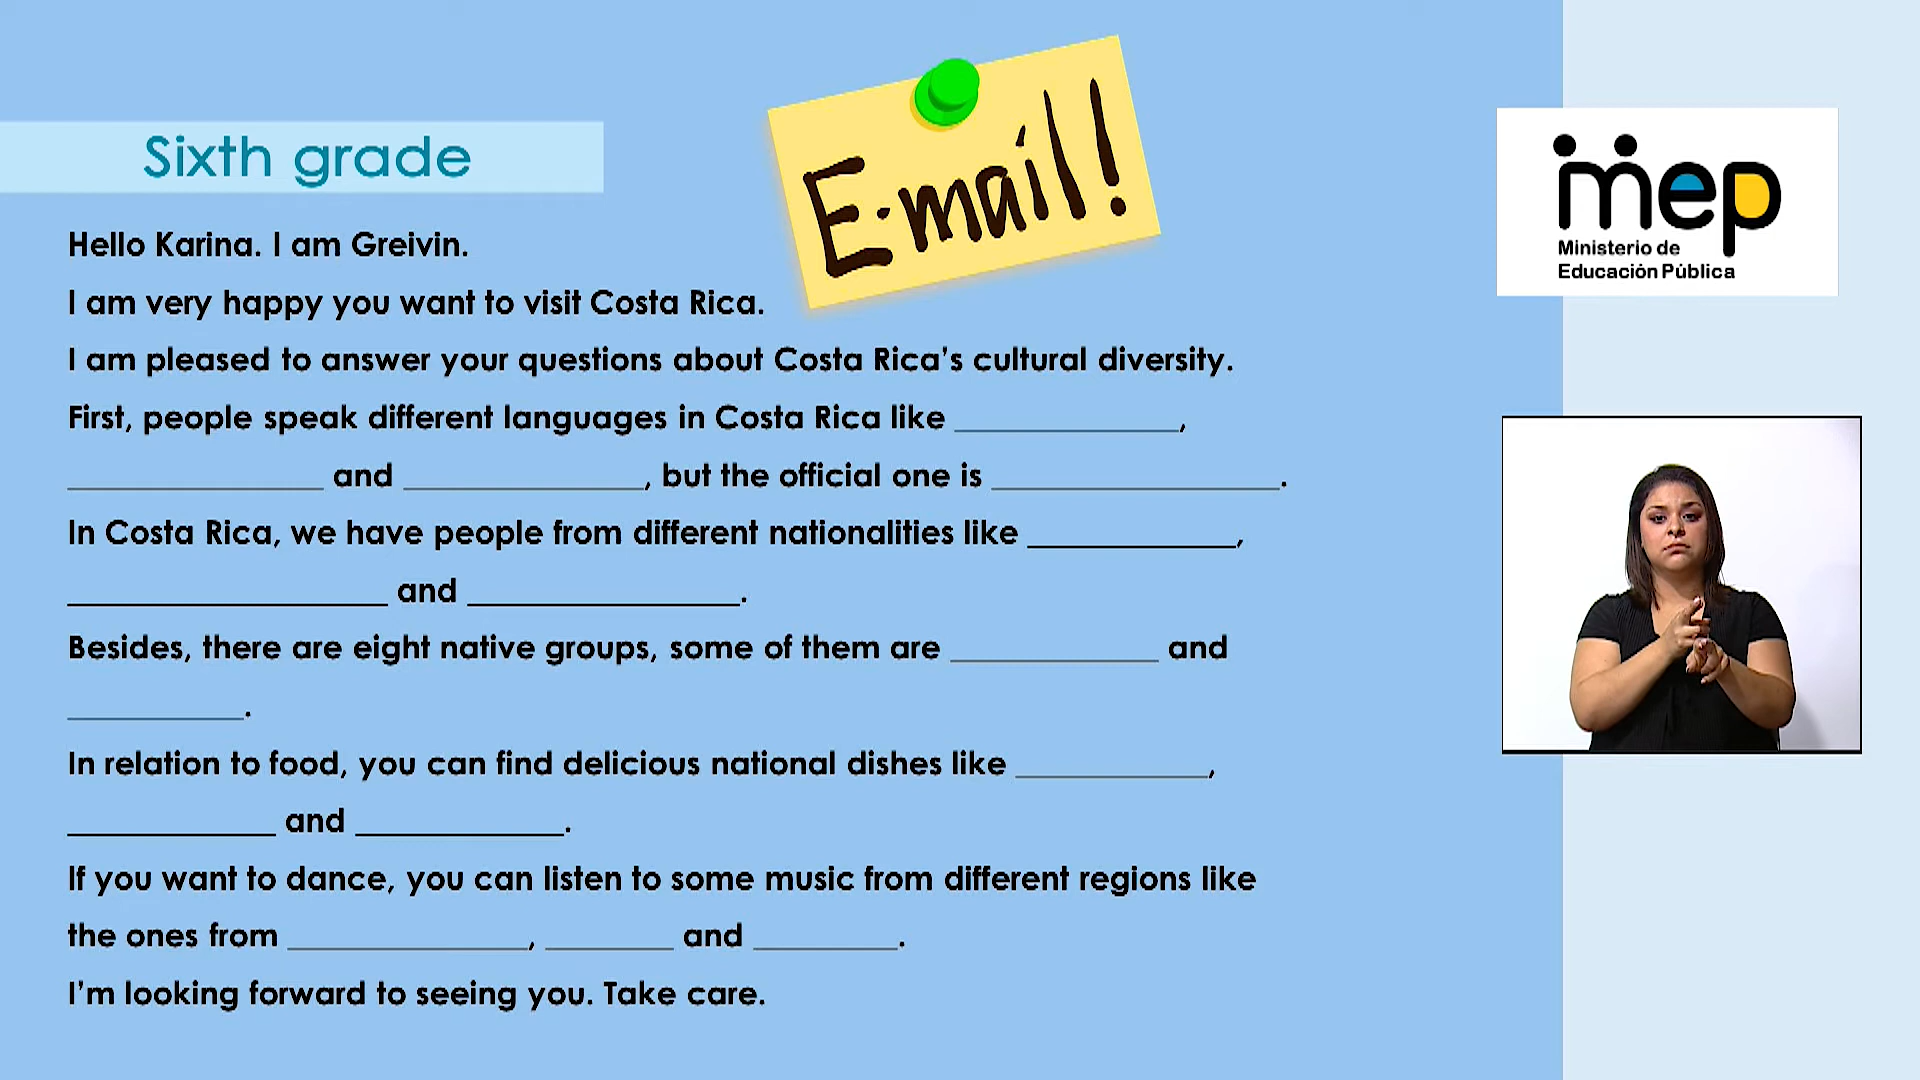 Sixth grade
E-mail!
Hello Karina. I am Greivin.
I am very happy you want to visit Costa Rica.
I am pleased to answer your questions about Costa Rica's cultural diversity.
First, people speak different languages in Costa Rica like ______________,
________________ and _______________, but the official one is __________________.
In Costa Rica, we have people from different nationalities like _____________,
____________________ and _________________.
Besides, there are eight native groups, some of them are _____________ and
___________.
In relation to food, you can find delicious national dishes like ____________,
_____________ and _____________.
If you want to dance, you can listen to some music from different regions like
the ones from _______________, ________ and _________.
I'm looking forward to seeing you. Take care.
mep
Ministerio de
Educación Pública